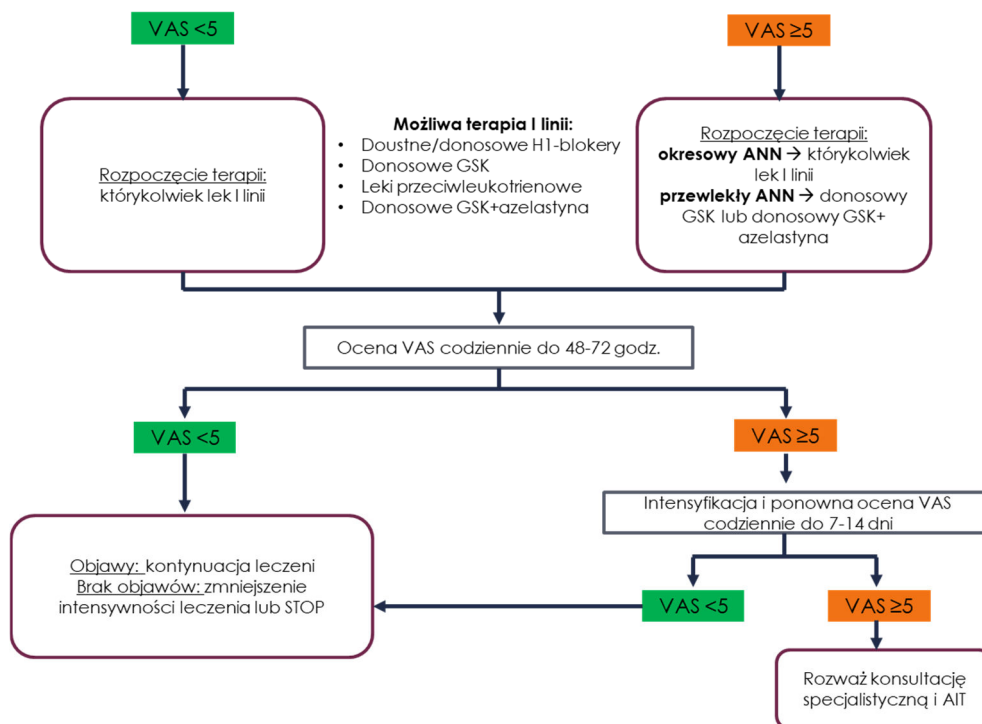 VAS <5
VAS ≥5
Rozpoczęcie terapii:
którykolwiek lek I linii
Możliwa terapia I linii:
• Doustne/donosowe H1-blokery
• Donosowe GSK
• Leki przeciwleukotrienowe
• Donosowe GSK+azelastyna
Rozpoczęcie terapii:
okresowy ANN → którykolwiek
lek I linii
przewlekły ANN → donosowy
GSK lub donosowy GSK+
azelastyna
Ocena VAS codziennie do 48-72 godz.
VAS <5
VAS ≥5
Intensyfikacja i ponowna ocena VAS
codziennie do 7-14 dni
Objawy: kontynuacja leczeni
Brak objawów: zmniejszenie
intensywności leczenia lub STOP
VAS <5
VAS ≥5
Rozważ konsultację
specjalistyczną i AIT